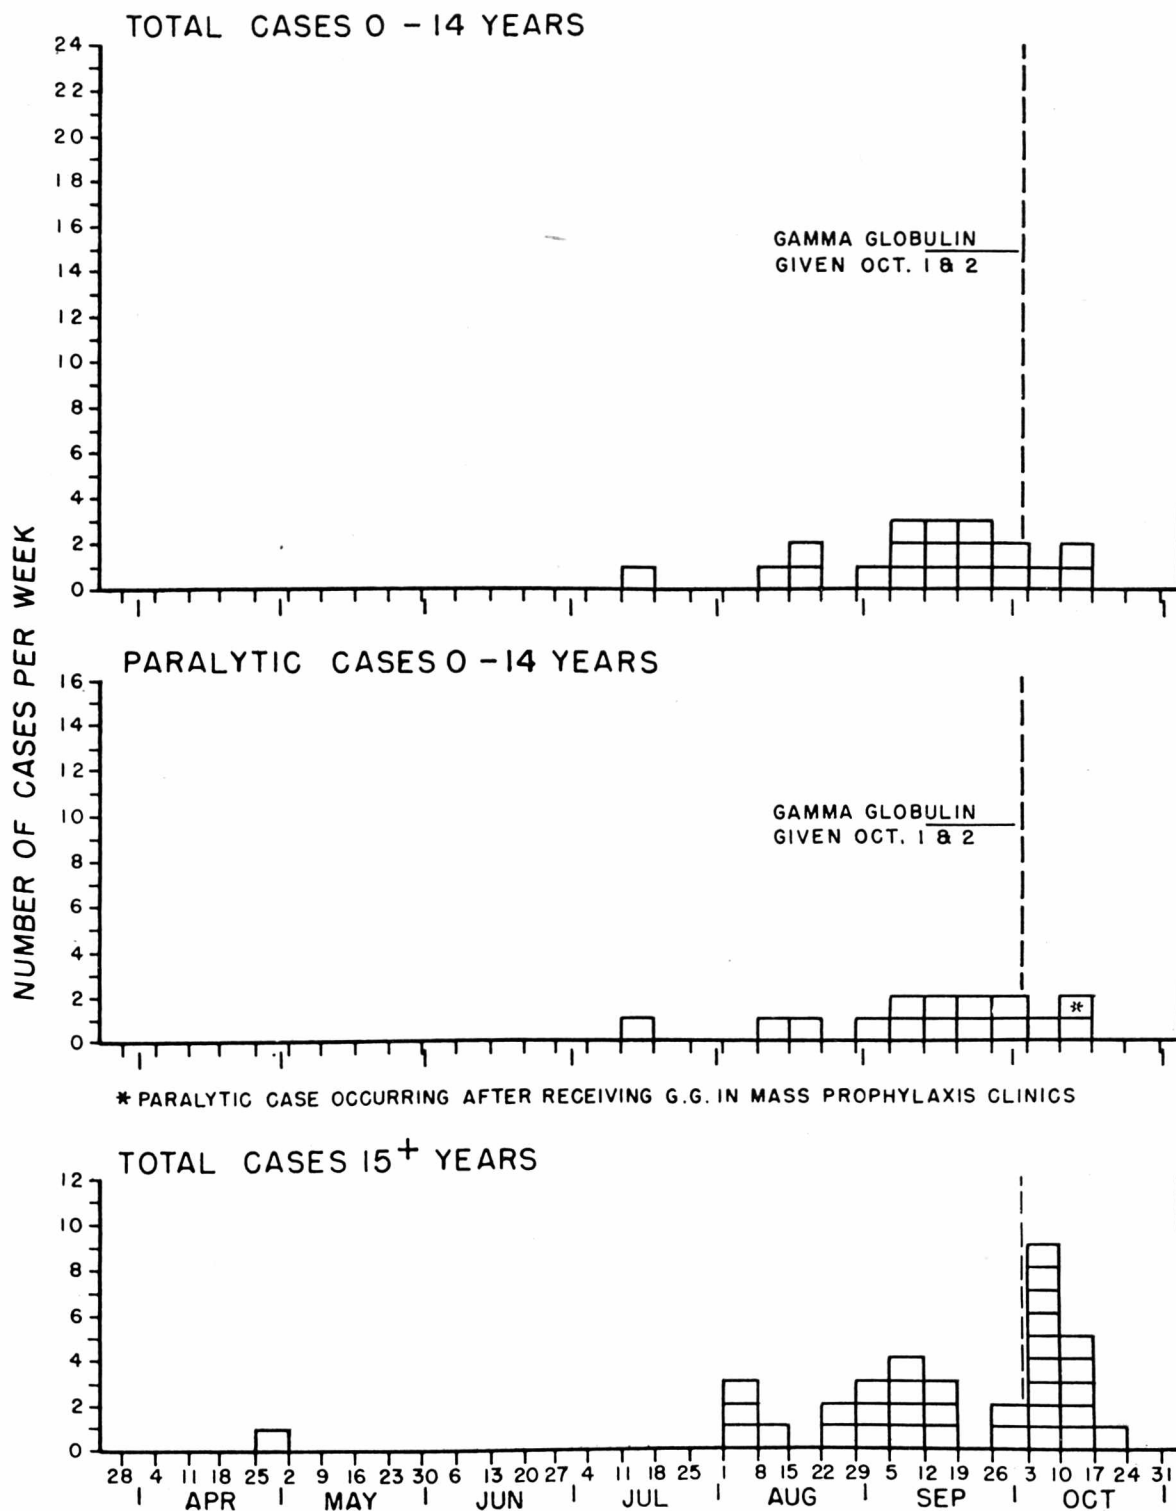 TOTAL CASES 0 - 14 YEARS
24
22
20
18
16
14
12
10
8
6
4
2
0
GAMMA GLOBULIN
GIVEN OCT. 1 & 2
NUMBER OF CASES PER WEEK
PARALYTIC CASES 0 - 14 YEARS
16
14
12
10
8
6
4
2
0
GAMMA GLOBULIN
GIVEN OCT. 1 & 2
*
* PARALYTIC CASE OCCURRING AFTER RECEIVING G.G. IN MASS PROPHYLAXIS CLINICS
TOTAL CASES 15+ YEARS
12
10
8
6
4
2
0
28 4 11 18 25 2 9 16 23 30 6 13 20 27 4 11 18 25 1 8 15 22 29 5 12 19 26 3 10 17 24 31
APR MAY JUN JUL AUG SEP OCT